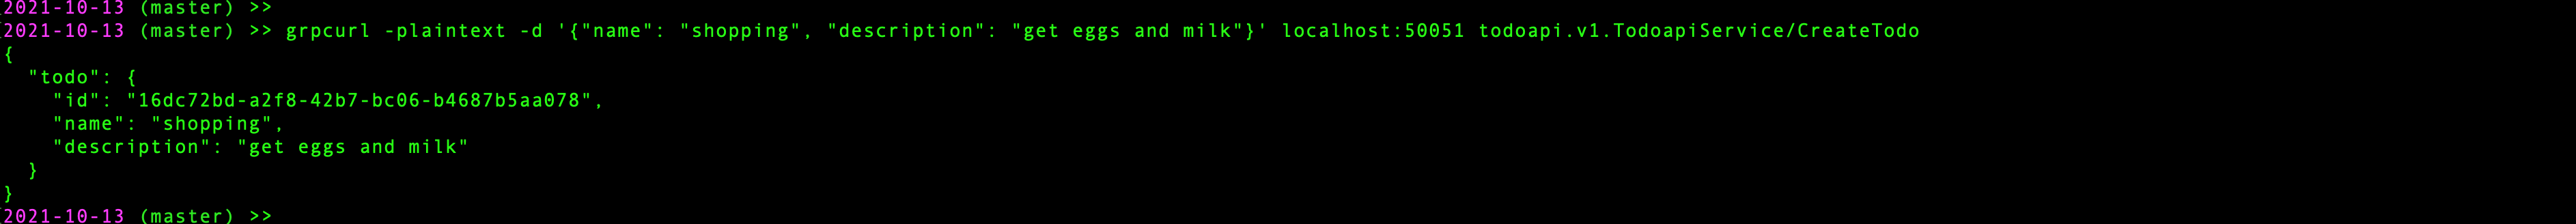 [2021-10-13 (master) >>
[2021-10-13 (master) >> grpcurl -plaintext -d '{"name": "shopping", "description": "get eggs and milk"}' localhost:50051 todoapi.v1.TodoapiService/CreateTodo
{
  "todo": {
    "id": "16dc72bd-a2f8-42b7-bc06-b4687b5aa078",
    "name": "shopping",
    "description": "get eggs and milk"
  }
}
[2021-10-13 (master) >>